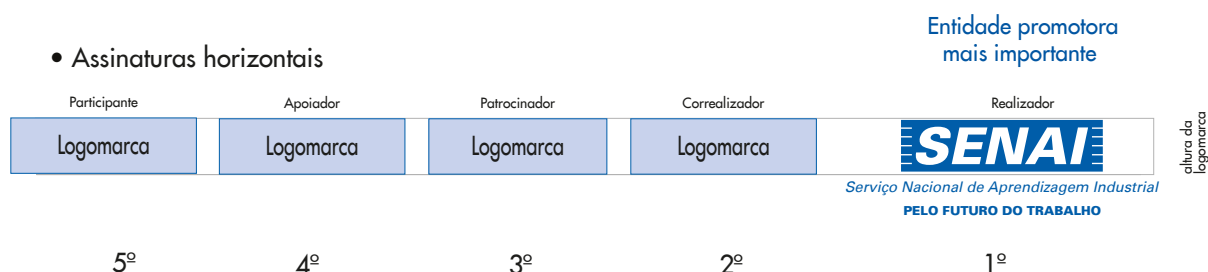 Entidade promotora
mais importante
• Assinaturas horizontais
Participante
Apoiador
Patrocinador
Correalizador
Realizador
Logomarca
Logomarca
Logomarca
Logomarca
SENAI
altura da
logomarca
Serviço Nacional de Aprendizagem Industrial
PELO FUTURO DO TRABALHO
5º
4º
3º
2º
1º